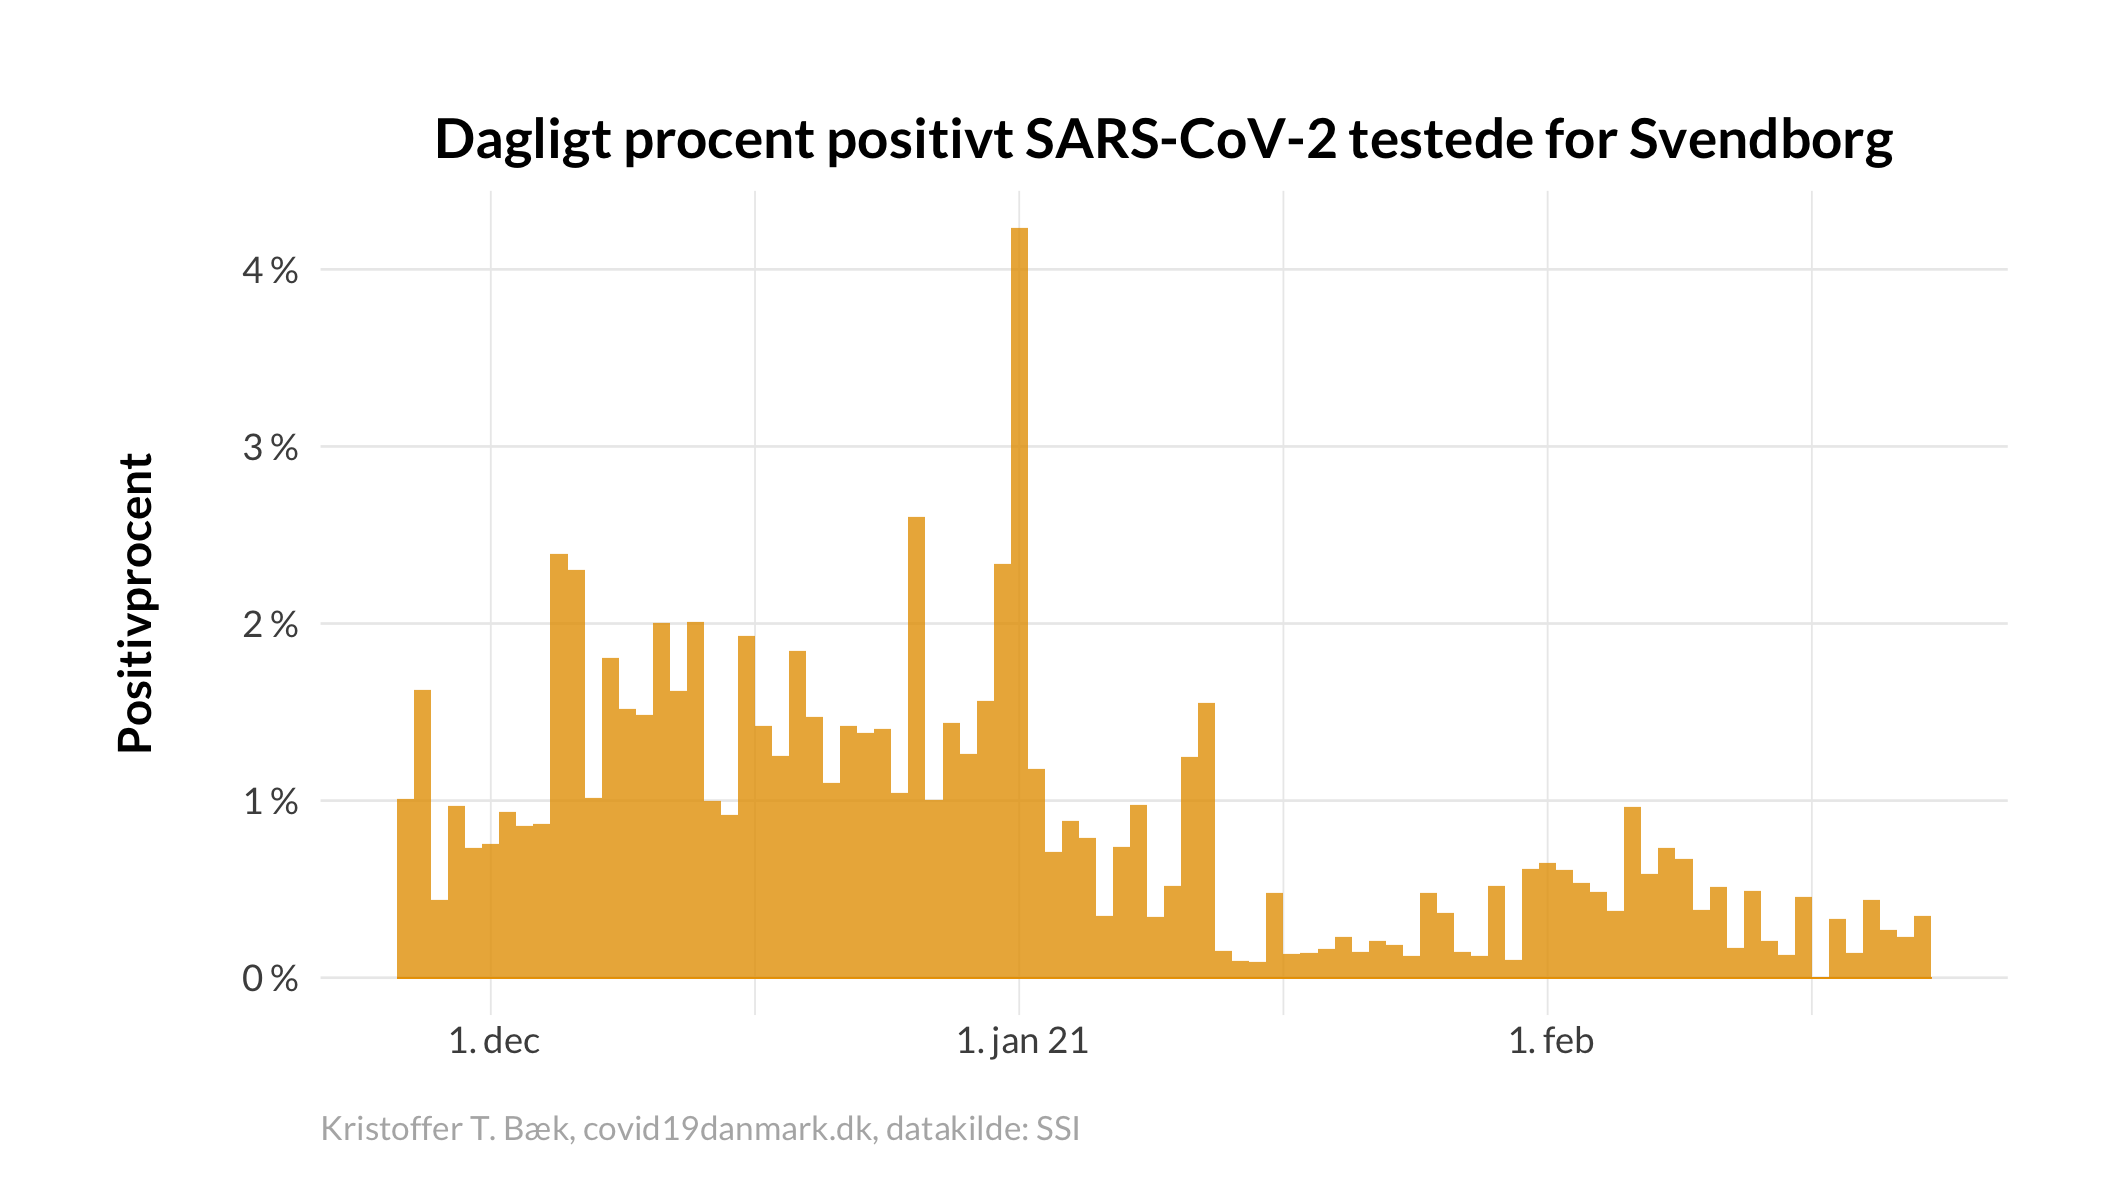 Dagligt procent positivt SARS-CoV-2 testede for Svendborg
Positivprocent
4 %
3 %
2 %
1 %
0 %
1. dec
1. jan 21
1. feb
Kristoffer T. Bæk, covid19danmark.dk, datakilde: SSI